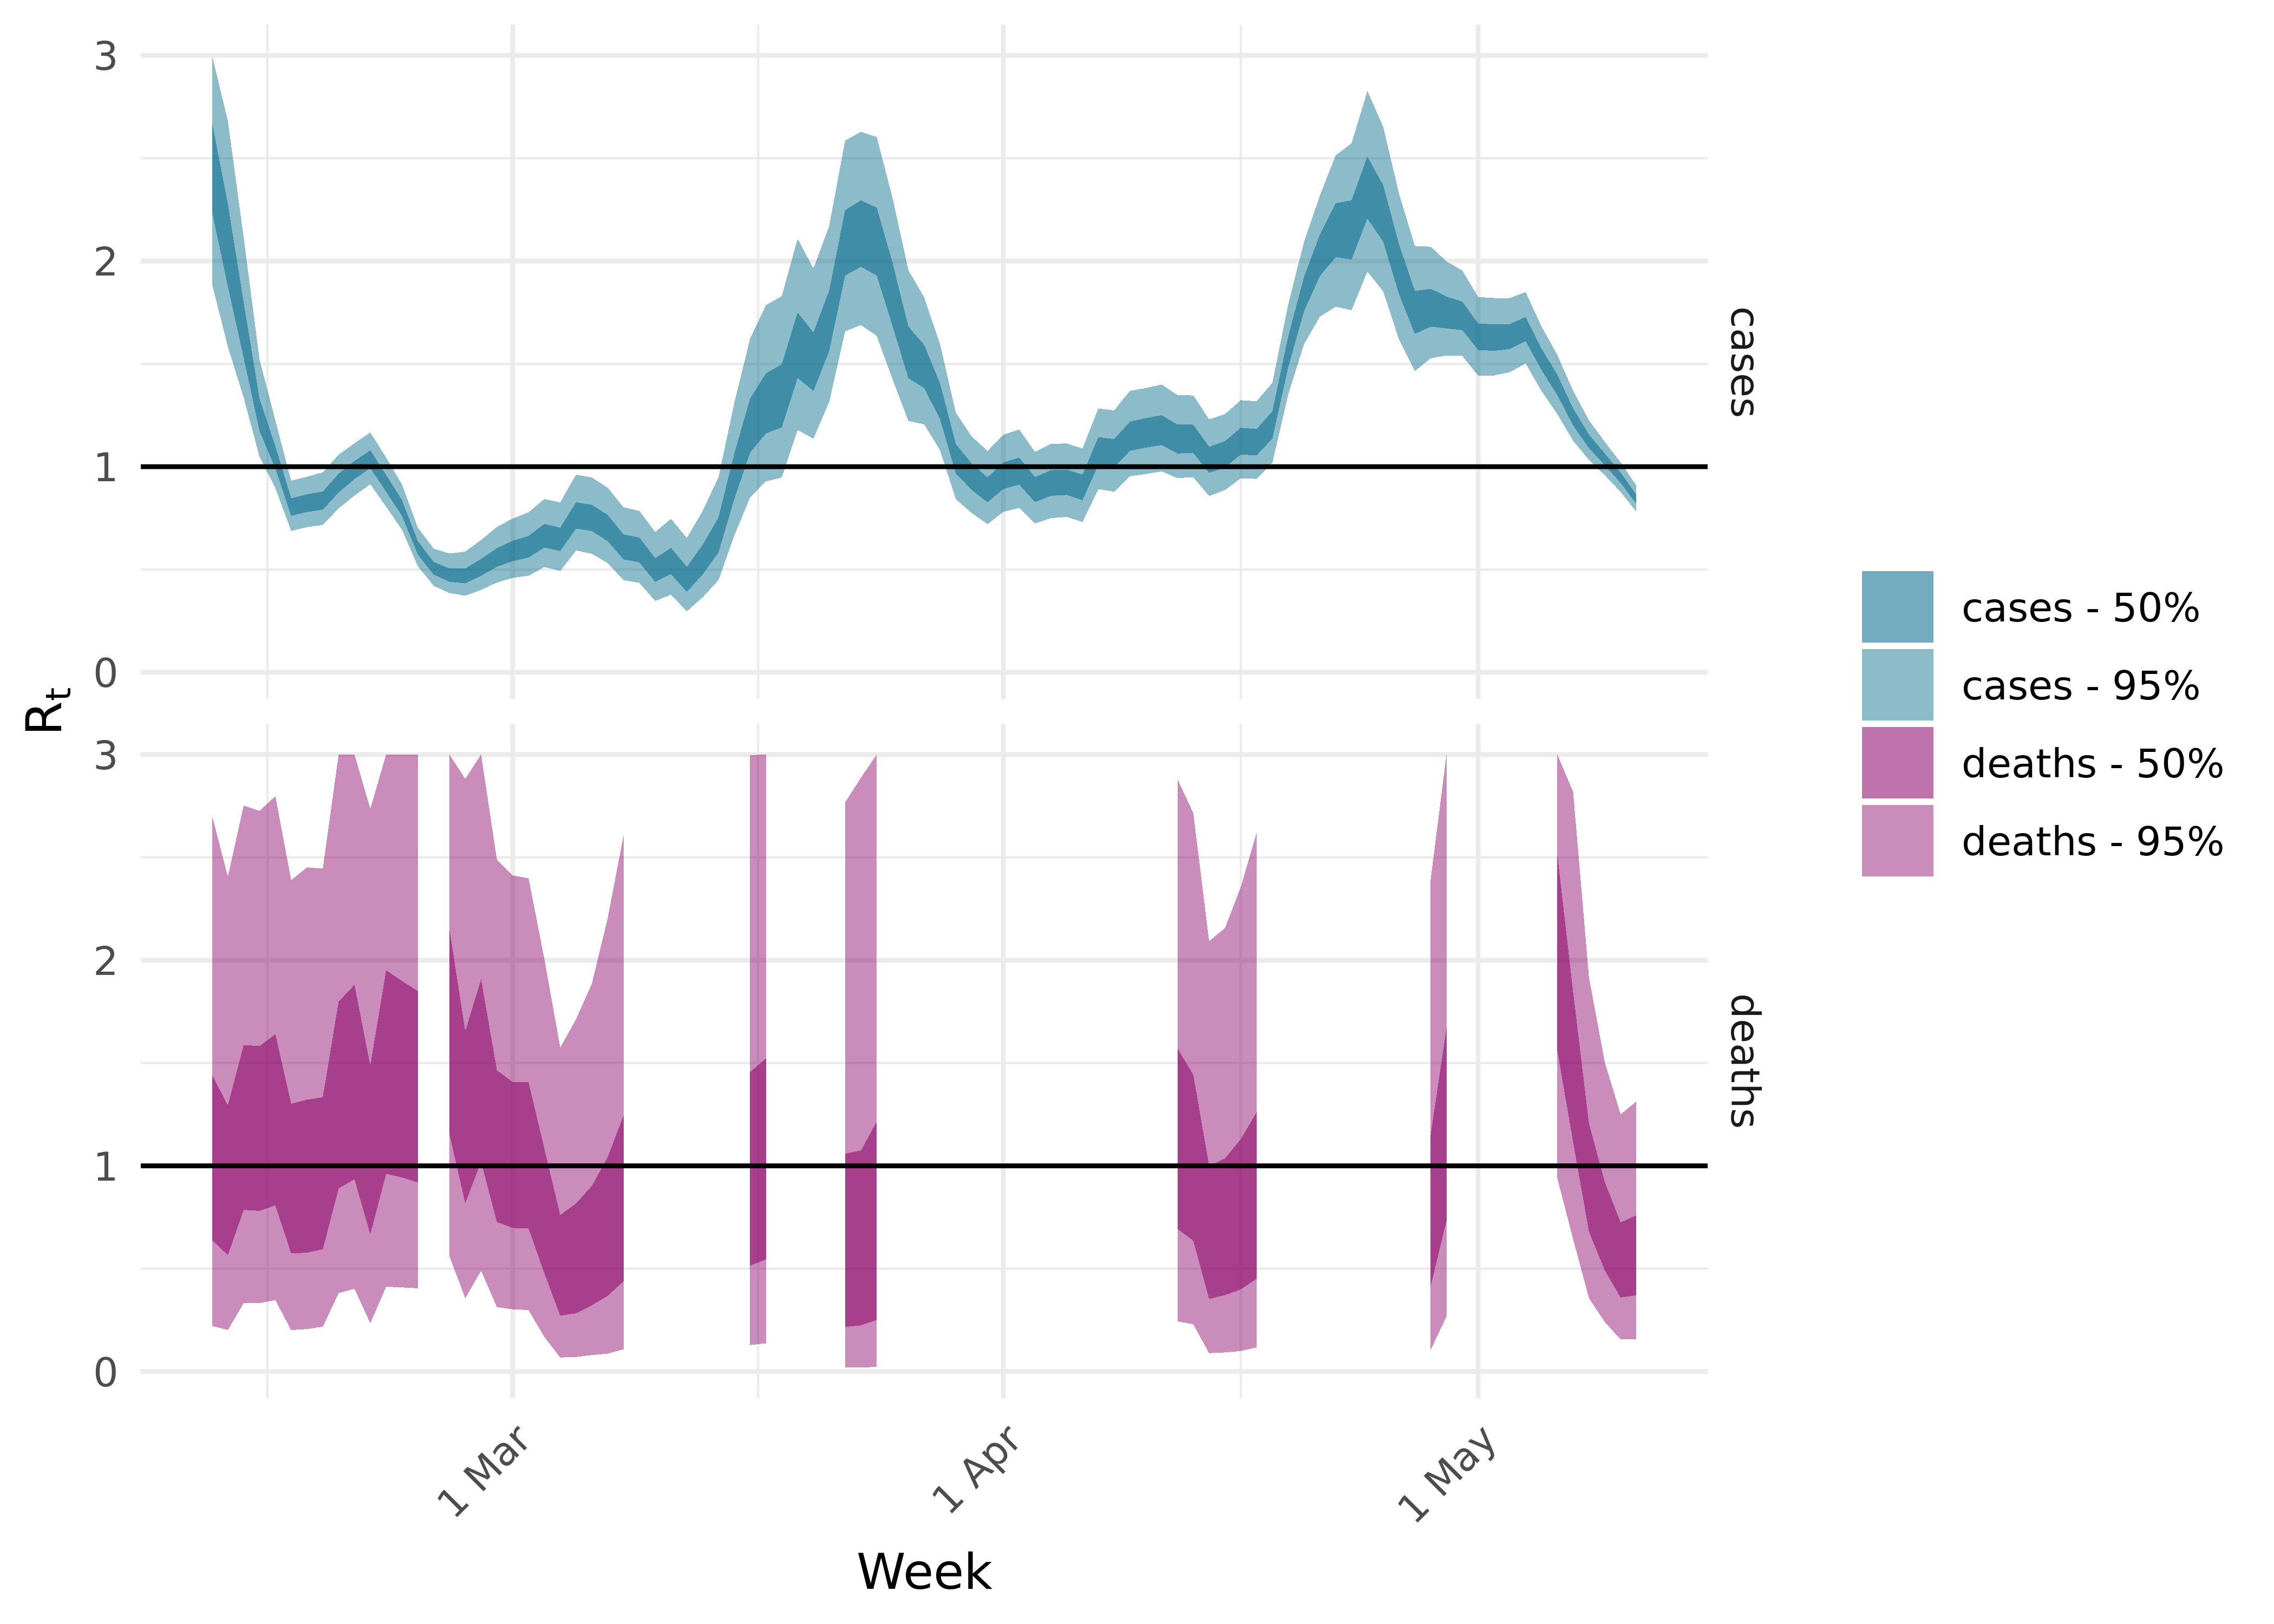 3
2
1
0
cases
3
2
1
0
deaths
Rt
1 Mar
1 Apr
1 May
Week
cases - 50%
cases - 95%
deaths - 50%
deaths - 95%